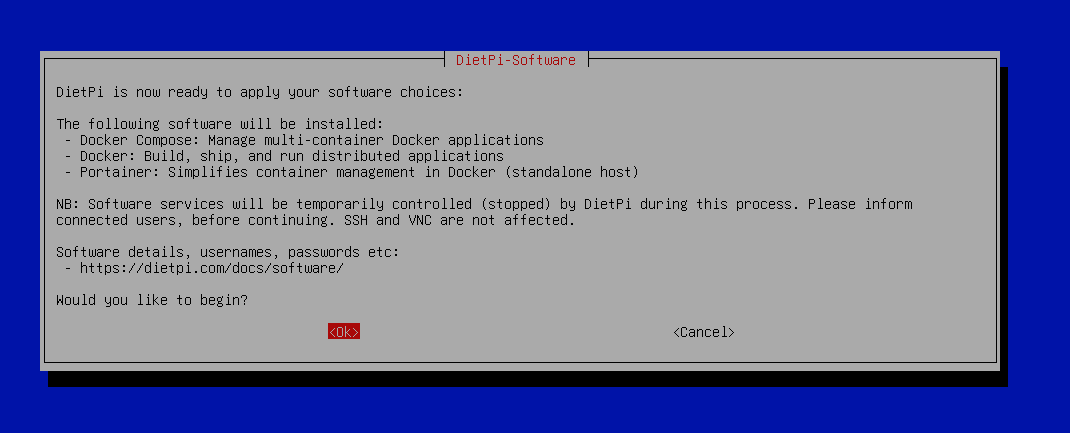 DietPi-Software
DietPi is now ready to apply your software choices:
The following software will be installed:
- Docker Compose: Manage multi-container Docker applications
- Docker: Build, ship, and run distributed applications
- Portainer: Simplifies container management in Docker (standalone host)
NB: Software services will be temporarily controlled (stopped) by DietPi during this process. Please inform
connected users, before continuing. SSH and VNC are not affected.
Software details, usernames, passwords etc:
- https://dietpi.com/docs/software/
Would you like to begin?
<Ok> <Cancel>